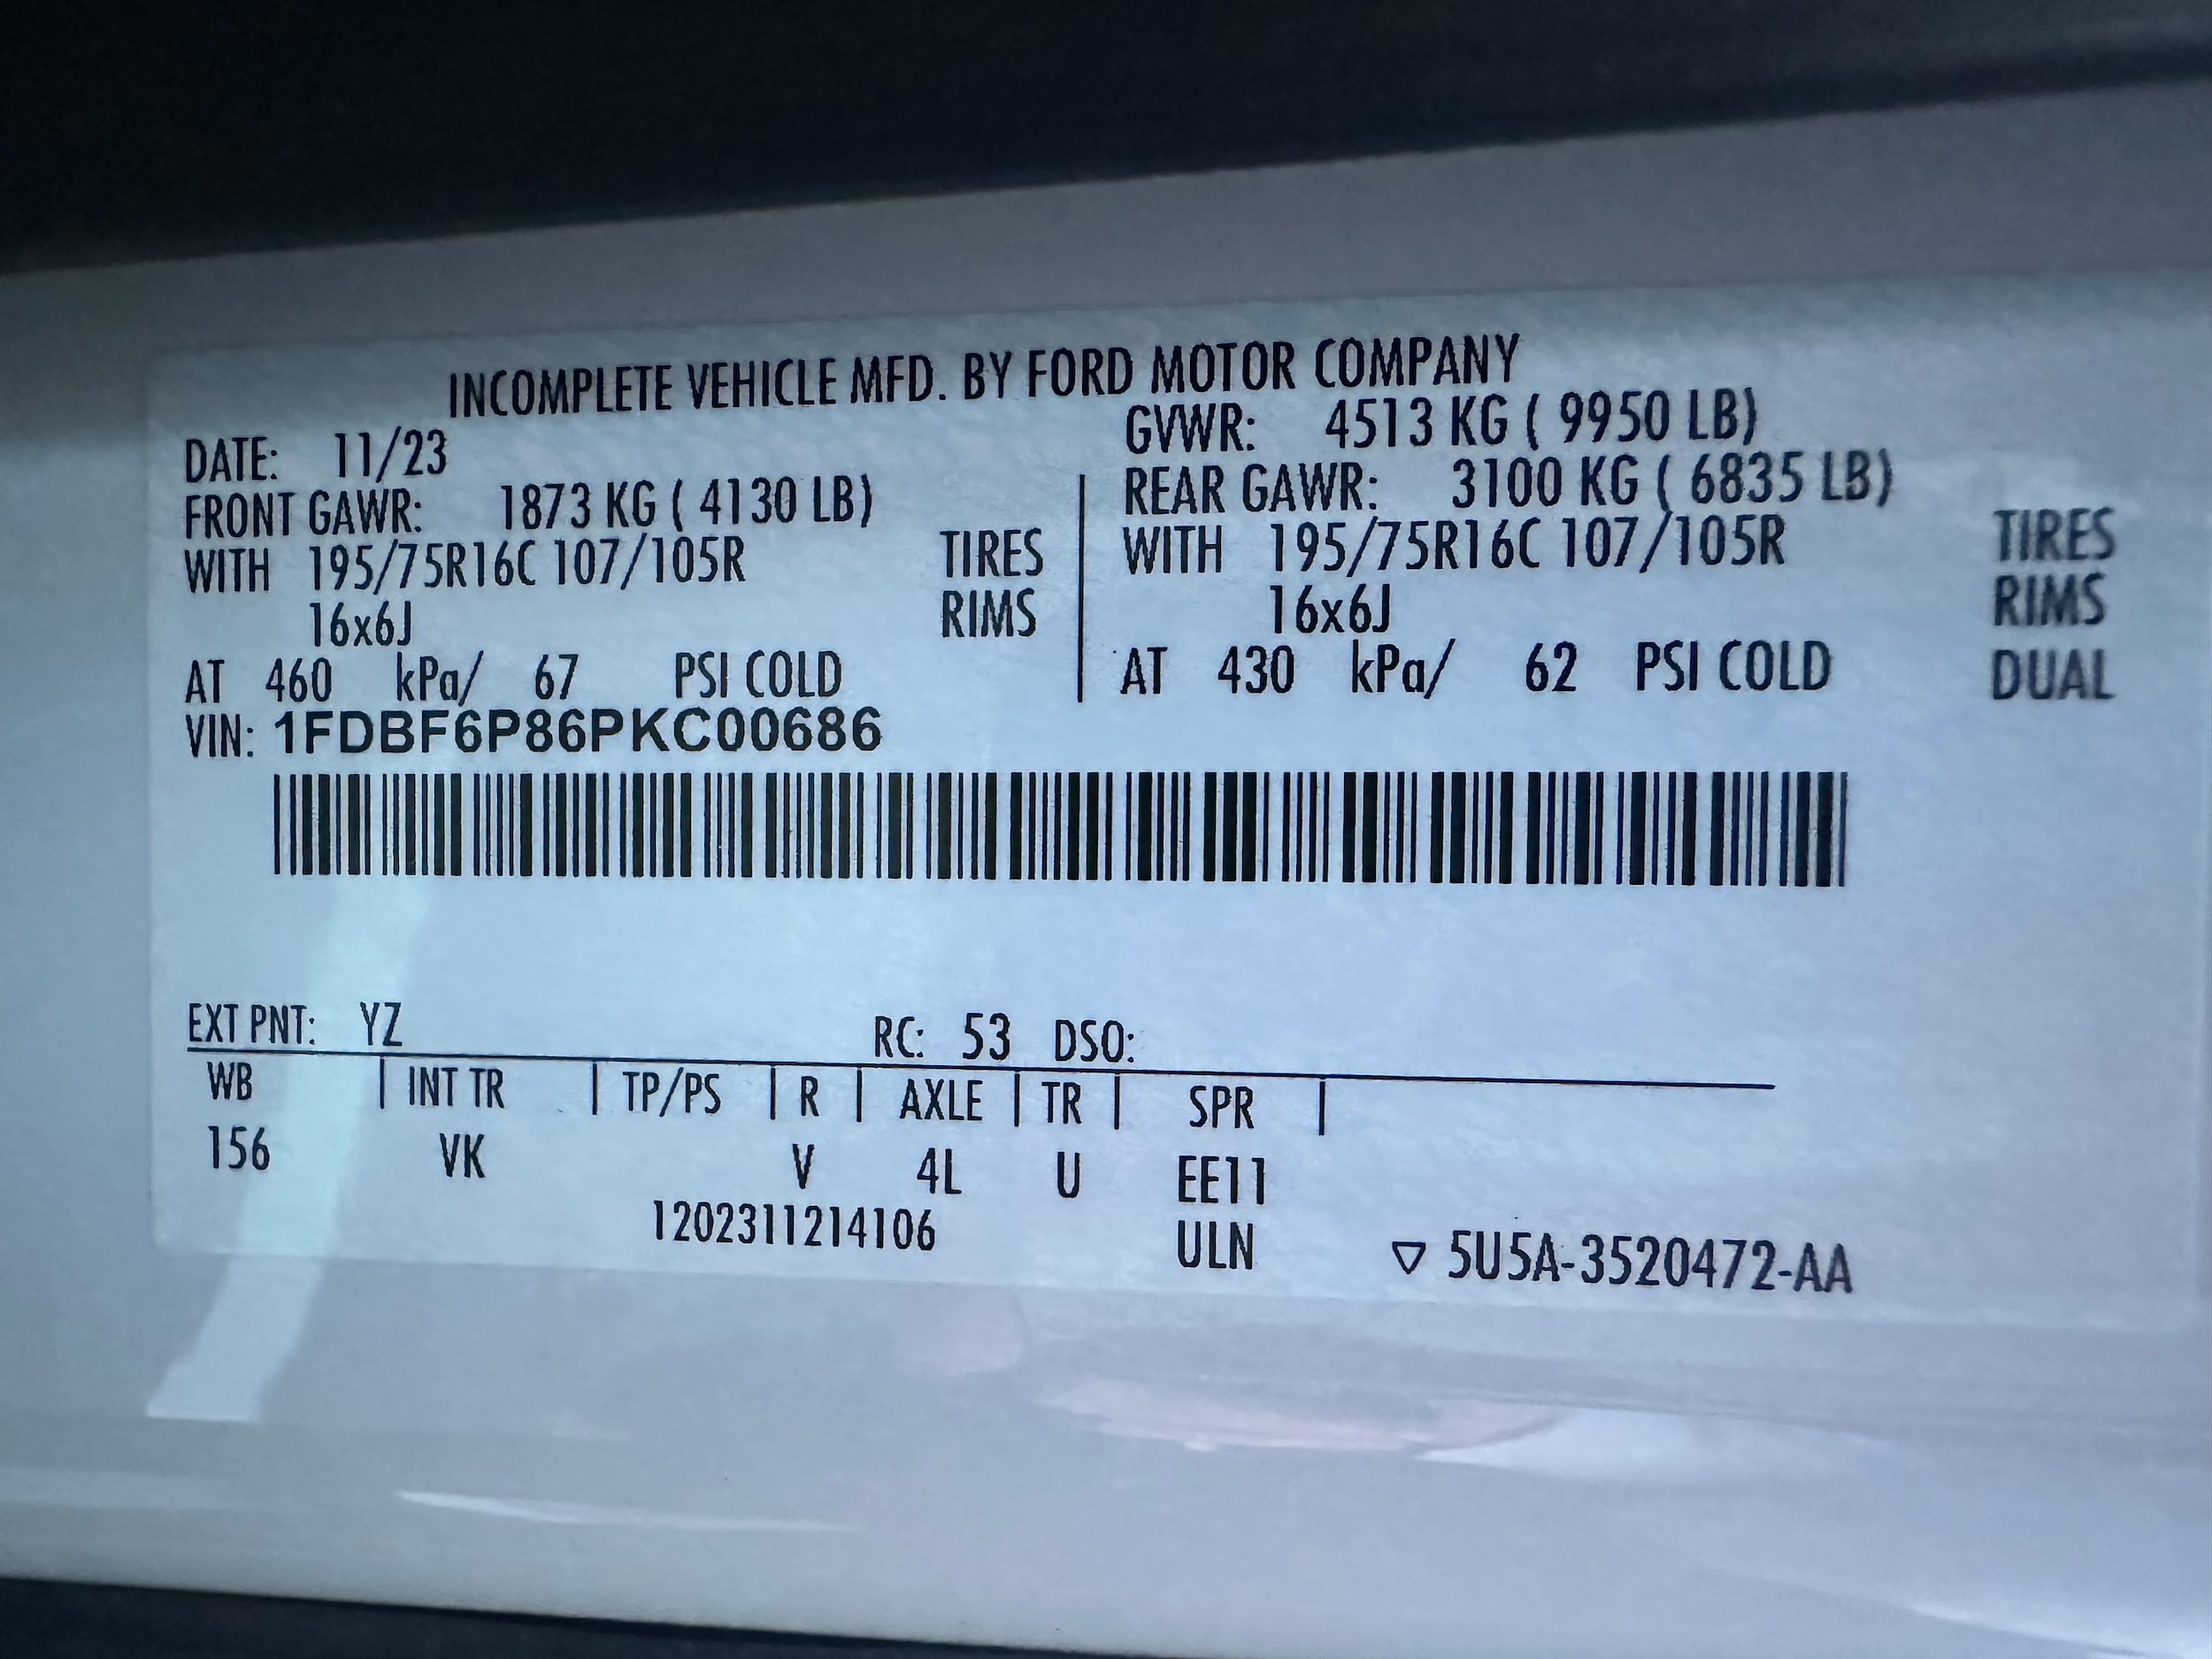 INCOMPLETE VEHICLE MFD. BY FORD MOTOR COMPANY
DATE: 11/23 GVWR: 4513 KG ( 9950 LB)
FRONT GAWR: 1873 KG ( 4130 LB) REAR GAWR: 3100 KG ( 6835 LB)
WITH 195/75R16C 107/105R TIRES WITH 195/75R16C 107/105R TIRES
16x6J RIMS 16x6J RIMS
AT 460 kPa/ 67 PSI COLD AT 430 kPa/ 62 PSI COLD DUAL
VIN: 1FDBF6P86PKC00686
EXT PNT: YZ RC: 53 DSO:
WB | INT TR | TP/PS | R | AXLE | TR | SPR |
156 VK V 4L U EE11
1202311214106 ULN ▽ 5U5A-3520472-AA